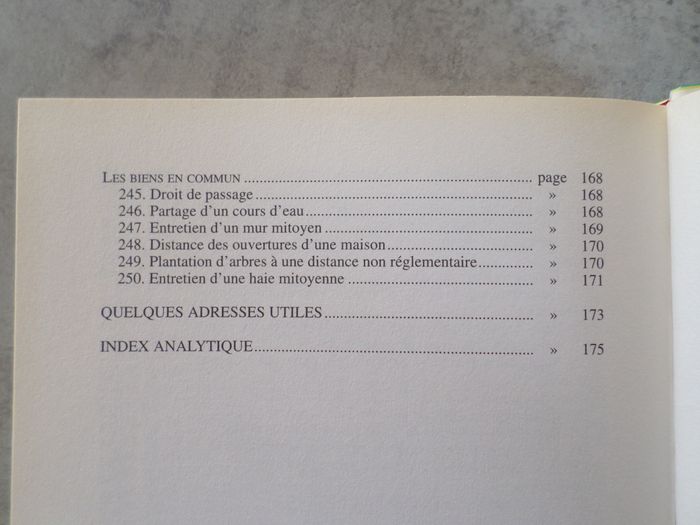 LES BIENS EN COMMUN ................................ page 168
245. Droit de passage ................................ » 168
246. Partage d'un cours d'eau ................................ » 168
247. Entretien d'un mur mitoyen ................................ » 169
248. Distance des ouvertures d'une maison ................................ » 170
249. Plantation d'arbres à une distance non réglementaire .............. » 170
250. Entretien d'une haie mitoyenne ................................ » 171
QUELQUES ADRESSES UTILES ................................ » 173
INDEX ANALYTIQUE ................................ » 175